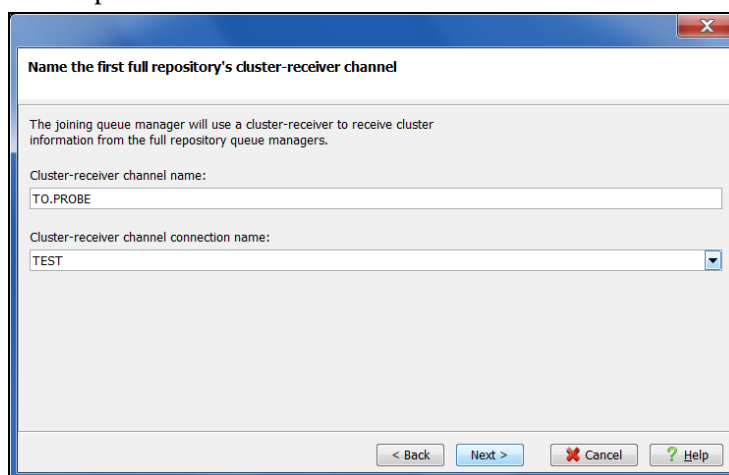 Name the first full repository's cluster-receiver channel
The joining queue manager will use a cluster-receiver to receive cluster
information from the full repository queue managers.
Cluster-receiver channel name:
TO.PROBE
Cluster-receiver channel connection name:
TEST
< Back Next > Cancel Help